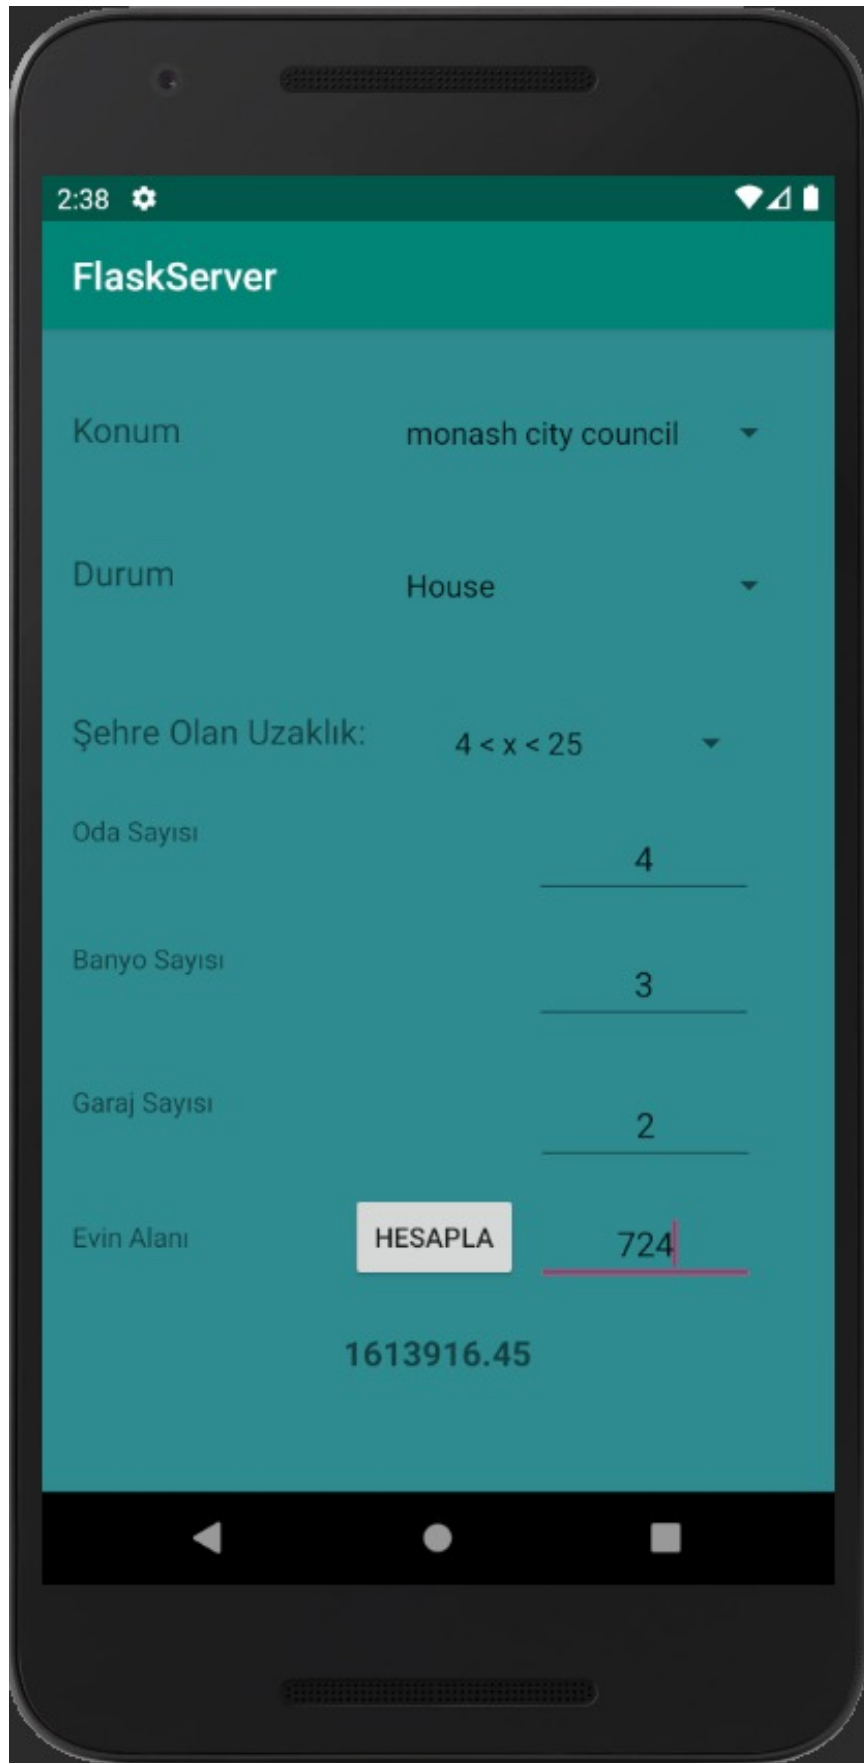 2:38
FlaskServer
Konum monash city council
Durum House
Şehre Olan Uzaklık: 4 < x < 25
Oda Sayısı 4
Banyo Sayısı 3
Garaj Sayısı 2
Evin Alanı HESAPLA 724
1613916.45